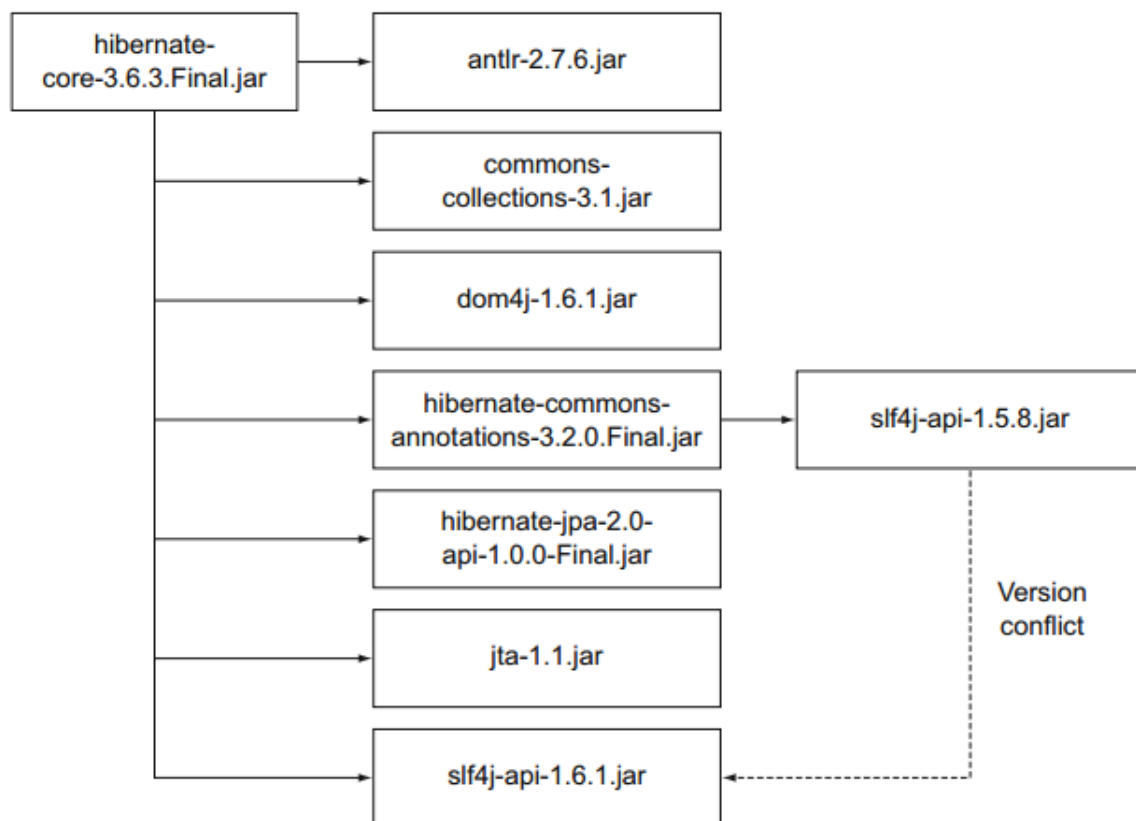 hibernate-
core-3.6.3.Final.jar
antlr-2.7.6.jar
commons-
collections-3.1.jar
dom4j-1.6.1.jar
hibernate-commons-
annotations-3.2.0.Final.jar
slf4j-api-1.5.8.jar
hibernate-jpa-2.0-
api-1.0.0-Final.jar
Version
conflict
jta-1.1.jar
slf4j-api-1.6.1.jar